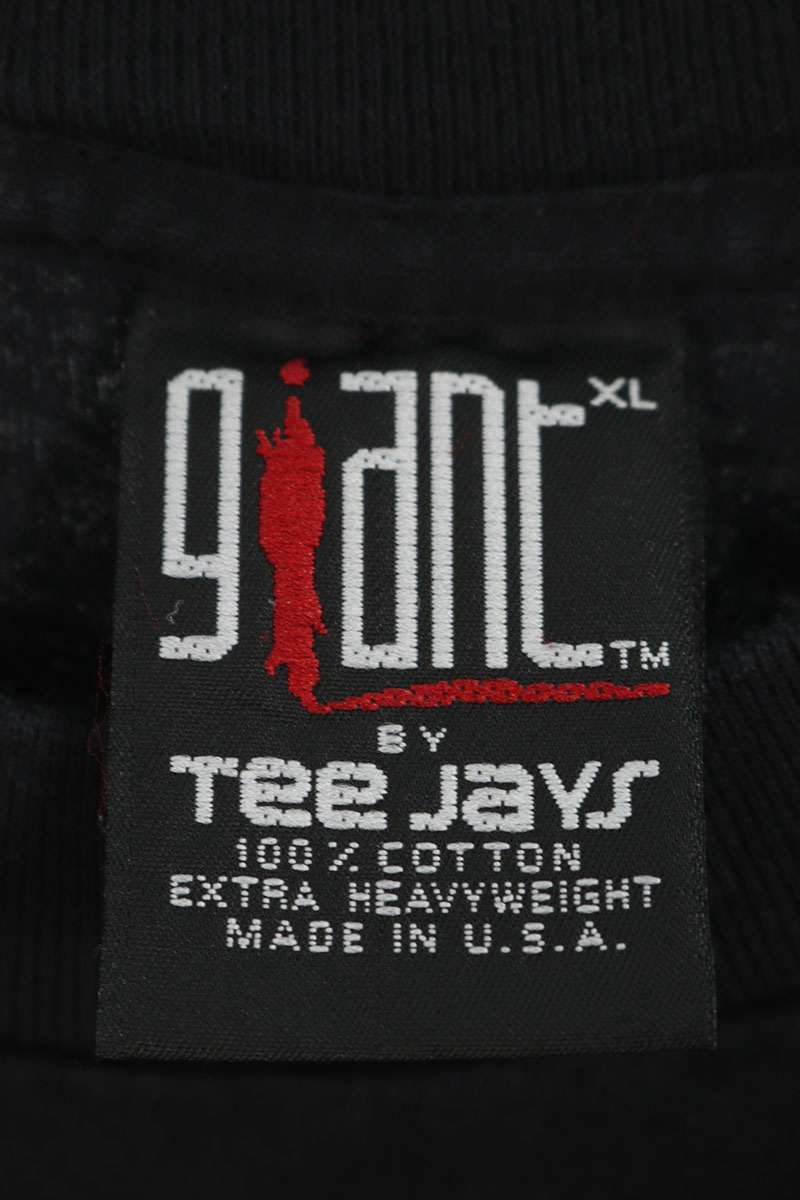 giant XL
TM
BY
Tee Jays
100% COTTON
EXTRA HEAVYWEIGHT
MADE IN U.S.A.